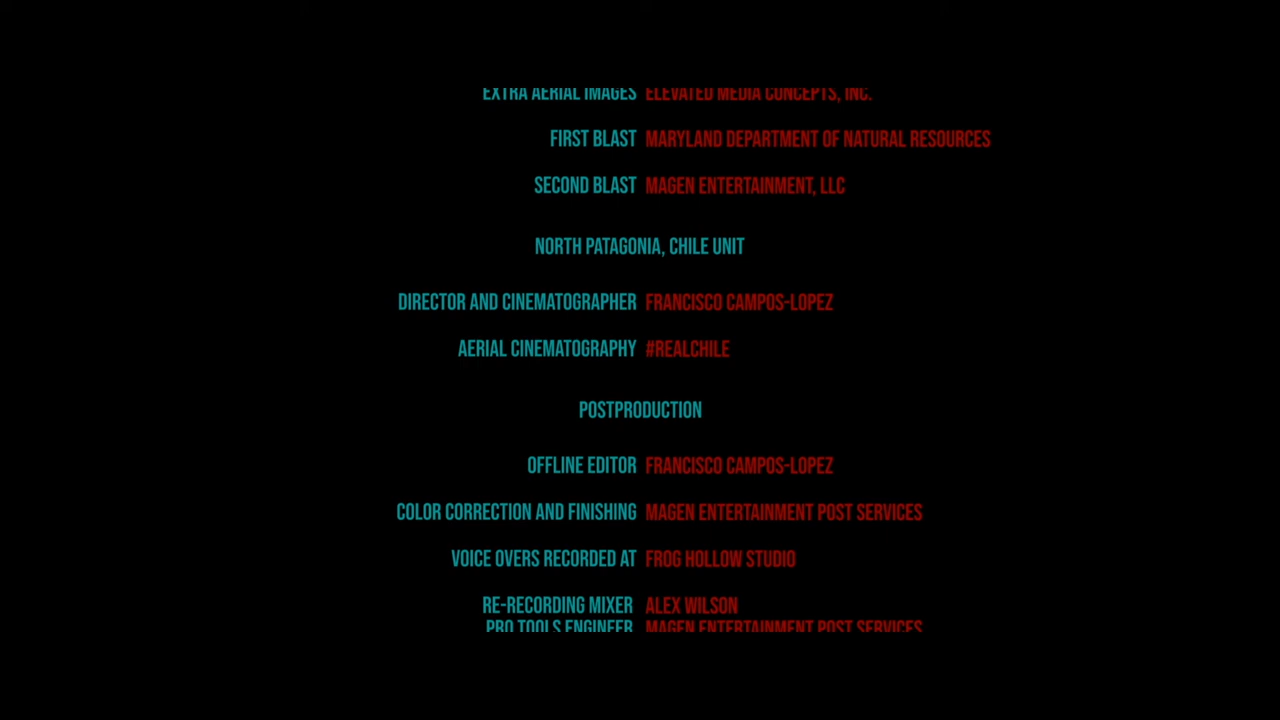 EXTRA AERIAL IMAGES ELEVATED MEDIA CONCEPTS, INC.
FIRST BLAST MARYLAND DEPARTMENT OF NATURAL RESOURCES
SECOND BLAST MAGEN ENTERTAINMENT, LLC
NORTH PATAGONIA, CHILE UNIT
DIRECTOR AND CINEMATOGRAPHER FRANCISCO CAMPOS-LOPEZ
AERIAL CINEMATOGRAPHY #REALCHILE
POSTPRODUCTION
OFFLINE EDITOR FRANCISCO CAMPOS-LOPEZ
COLOR CORRECTION AND FINISHING MAGEN ENTERTAINMENT POST SERVICES
VOICE OVERS RECORDED AT FROG HOLLOW STUDIO
RE-RECORDING MIXER ALEX WILSON
PRO TOOLS ENGINEER MAGEN ENTERTAINMENT POST SERVICES